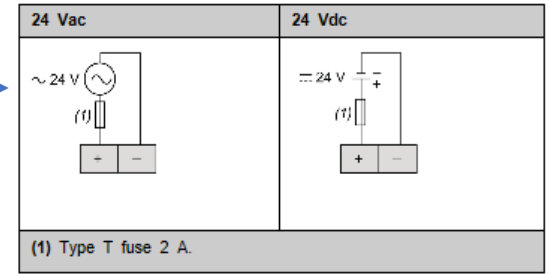 24 Vac
24 Vdc
~ 24 V
(1)
+ −
⎓ 24 V
−
+
(1)
+ −
(1) Type T fuse 2 A.